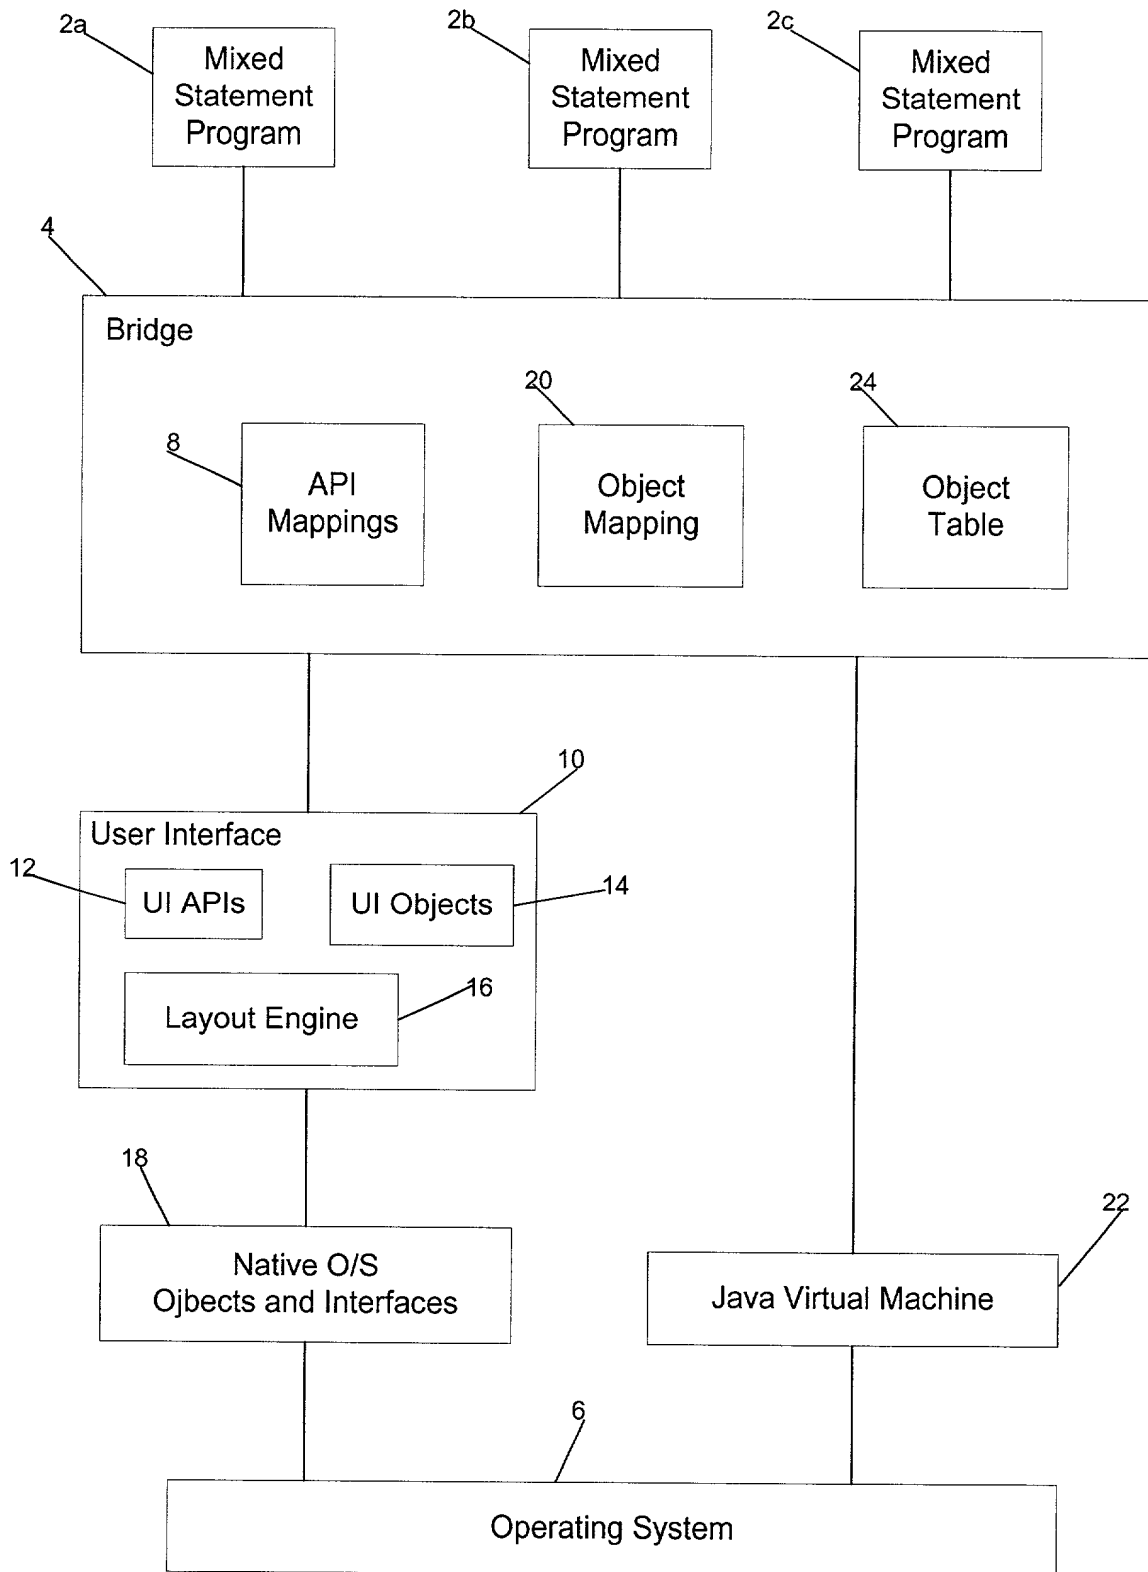 2a
2b
2c
Mixed
Statement
Program
Mixed
Statement
Program
Mixed
Statement
Program
4
Bridge
20
24
8
API
Mappings
Object
Mapping
Object
Table
10
User Interface
12
UI APIs
UI Objects
14
16
Layout Engine
18
22
Native O/S
Ojbects and Interfaces
Java Virtual Machine
6
Operating System